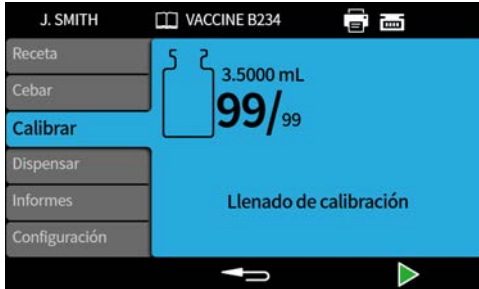 J. SMITH
VACCINE B234
Receta
Cebar
Calibrar
Dispensar
Informes
Configuración
3.5000 mL
99/99
Llenado de calibración